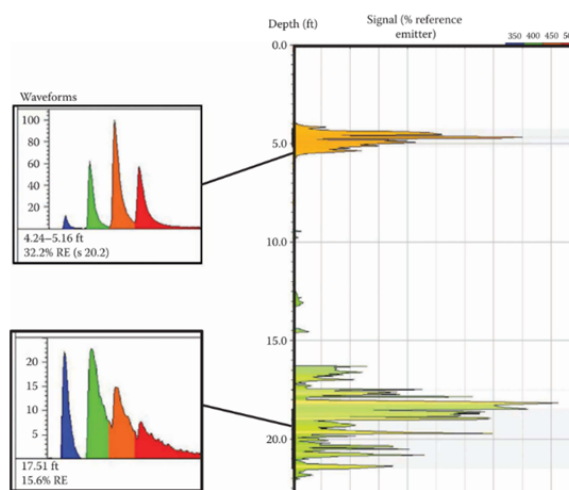 Depth (ft)
Signal (% reference
emitter)
350 400 450 50
0.0
5.0
10.0
15.0
20.0
Waveforms
100
80
60
40
20
4.24–5.16 ft
32.2% RE (s 20.2)
20
15
10
5
17.51 ft
15.6% RE